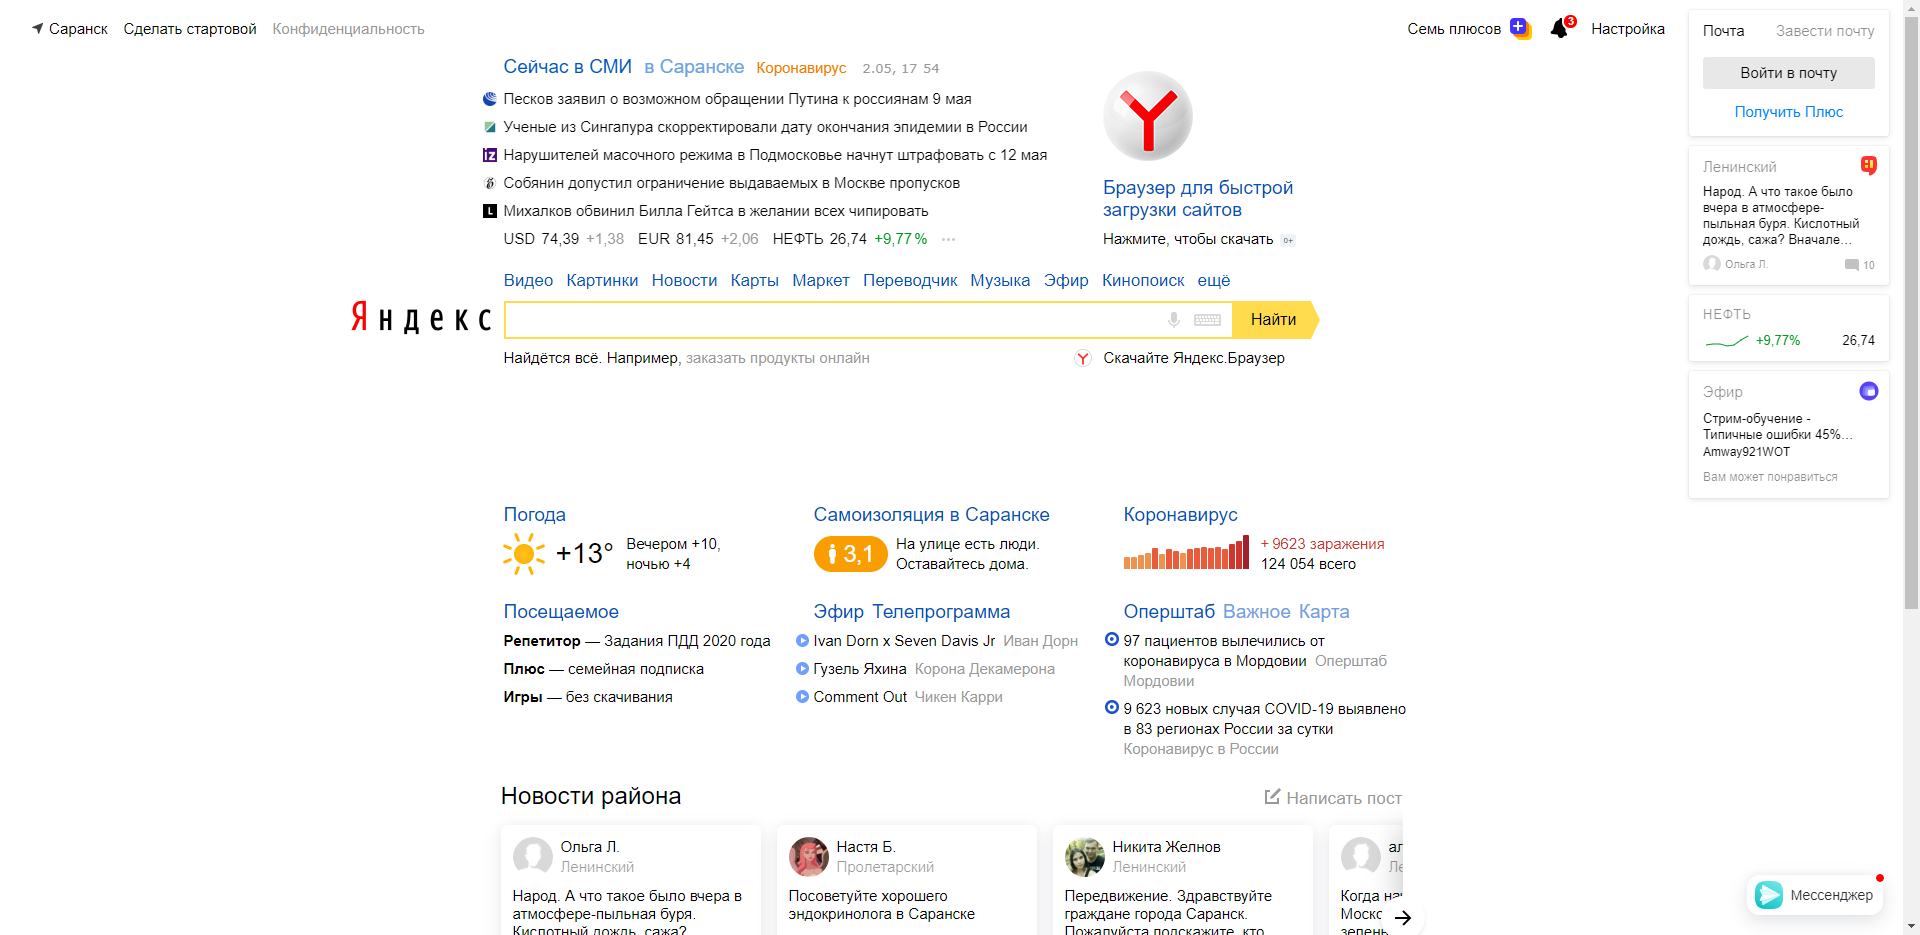 Саранск Сделать стартовой Конфиденциальность
Семь плюсов 3 Настройка
Почта Завести почту
Войти в почту
Получить Плюс
Сейчас в СМИ в Саранске Коронавирус 2.05, 17 54
Песков заявил о возможном обращении Путина к россиянам 9 мая
Ученые из Сингапура скорректировали дату окончания эпидемии в России
iz Нарушителей масочного режима в Подмосковье начнут штрафовать с 12 мая
Собянин допустил ограничение выдаваемых в Москве пропусков
L Михалков обвинил Билла Гейтса в желании всех чипировать
USD 74,39 +1,38 EUR 81,45 +2,06 НЕФТЬ 26,74 +9,77% ···
Браузер для быстрой
загрузки сайтов
Нажмите, чтобы скачать 0+
Ленинский
Народ. А что такое было
вчера в атмосфере-
пыльная буря. Кислотный
дождь, сажа? Вначале...
Ольга Л. 10
Видео Картинки Новости Карты Маркет Переводчик Музыка Эфир Кинопоиск ещё
Яндекс Найти
Найдётся всё. Например, заказать продукты онлайн
Скачайте Яндекс.Браузер
НЕФТЬ
+9,77% 26,74
Эфир
Стрим-обучение -
Типичные ошибки 45%...
Amway921WOT
Вам может понравиться
Погода
+13°
Вечером +10,
ночью +4
Самоизоляция в Саранске
3,1
На улице есть люди.
Оставайтесь дома.
Коронавирус
+ 9623 заражения
124 054 всего
Посещаемое
Репетитор — Задания ПДД 2020 года
Плюс — семейная подписка
Игры — без скачивания
Эфир Телепрограмма
Ivan Dorn x Seven Davis Jr Иван Дорн
Гузель Яхина Корона Декамерона
Comment Out Чикен Карри
Оперштаб Важное Карта
97 пациентов вылечились от
коронавируса в Мордовии Оперштаб
Мордовии
9 623 новых случая COVID-19 выявлено
в 83 регионах России за сутки
Коронавирус в России
Новости района
Написать пост
Ольга Л.
Ленинский
Народ. А что такое было вчера в
атмосфере-пыльная буря.
Кислотный дождь, сажа?
Настя Б.
Пролетарский
Посоветуйте хорошего
эндокринолога в Саранске
Никита Желнов
Ленинский
Передвижение. Здравствуйте
граждане города Саранск.
Пожалуйста подскажите, кто
ал
Ле
Когда на
Моск
зелень
Мессенджер